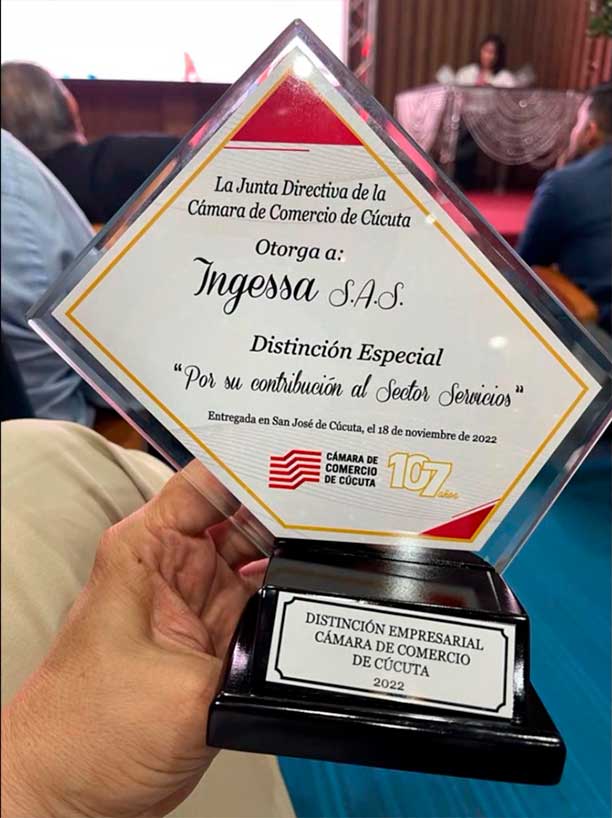 La Junta Directiva de la
Cámara de Comercio de Cúcuta
Otorga a:
Ingessa S.A.S.
Distinción Especial
“Por su contribución al Sector Servicios”
Entregada en San José de Cúcuta, el 18 de noviembre de 2022
CÁMARA DE
COMERCIO
DE CÚCUTA
107
años
DISTINCIÓN EMPRESARIAL
CÁMARA DE COMERCIO
DE CÚCUTA
2022